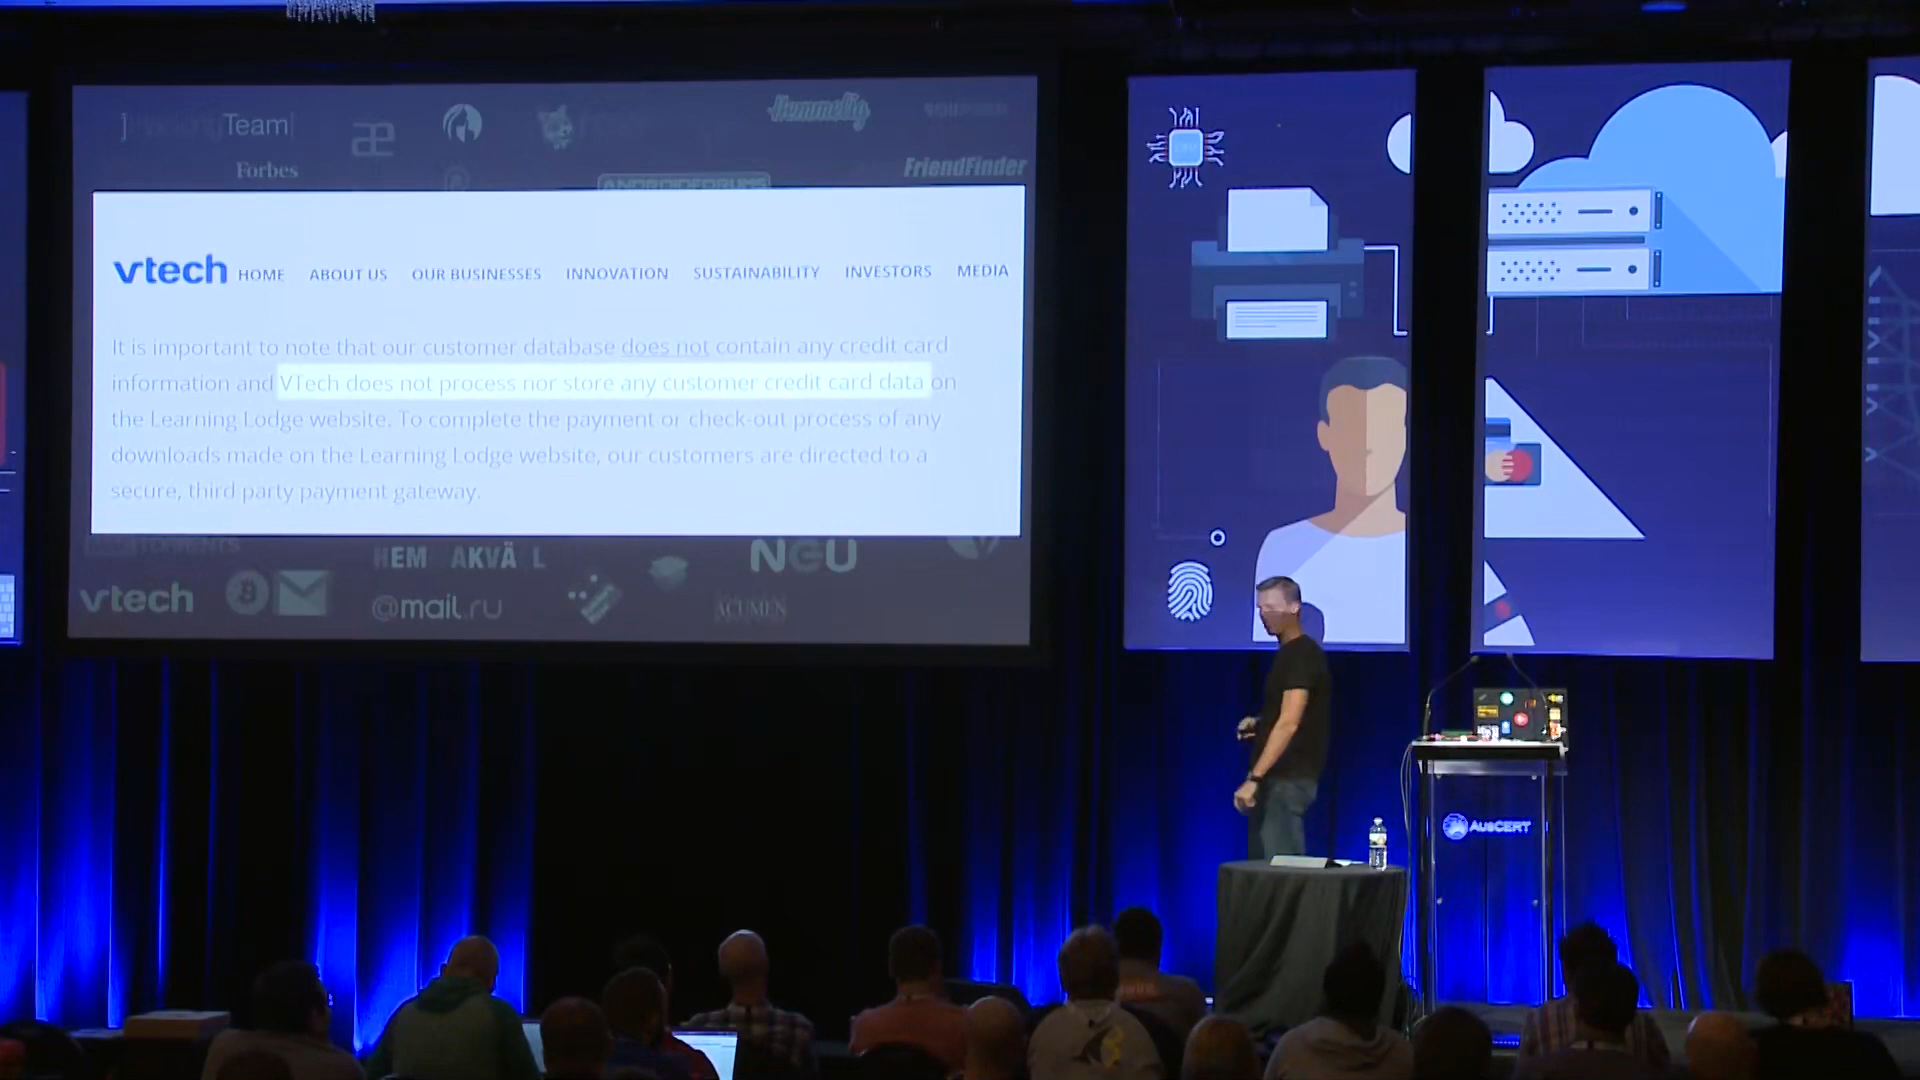 ]
Team|
æ
Hemmelig
Forbes
FriendFinder
ANDROIDFORUMS
vtech HOME ABOUT US OUR BUSINESSES INNOVATION SUSTAINABILITY INVESTORS MEDIA
It is important to note that our customer database does not contain any credit card
information and VTech does not process nor store any customer credit card data on
the Learning Lodge website. To complete the payment or check-out process of any
downloads made on the Learning Lodge website, our customers are directed to a
secure, third party payment gateway.
HEM AKVÄ L
vtech
@mail.ru
ACUMEN
AusCERT